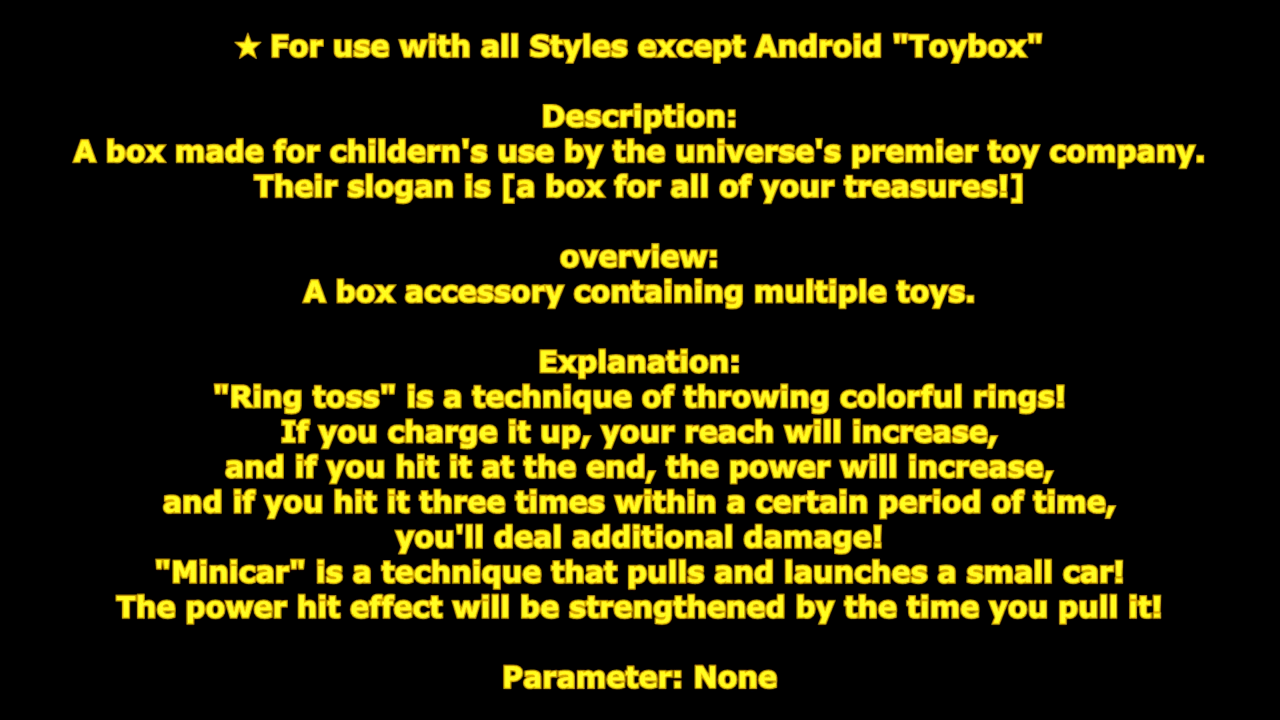 ★ For use with all Styles except Android "Toybox"
Description:
A box made for childern's use by the universe's premier toy company.
Their slogan is [a box for all of your treasures!]
overview:
A box accessory containing multiple toys.
Explanation:
"Ring toss" is a technique of throwing colorful rings!
If you charge it up, your reach will increase,
and if you hit it at the end, the power will increase,
and if you hit it three times within a certain period of time,
you'll deal additional damage!
"Minicar" is a technique that pulls and launches a small car!
The power hit effect will be strengthened by the time you pull it!
Parameter: None